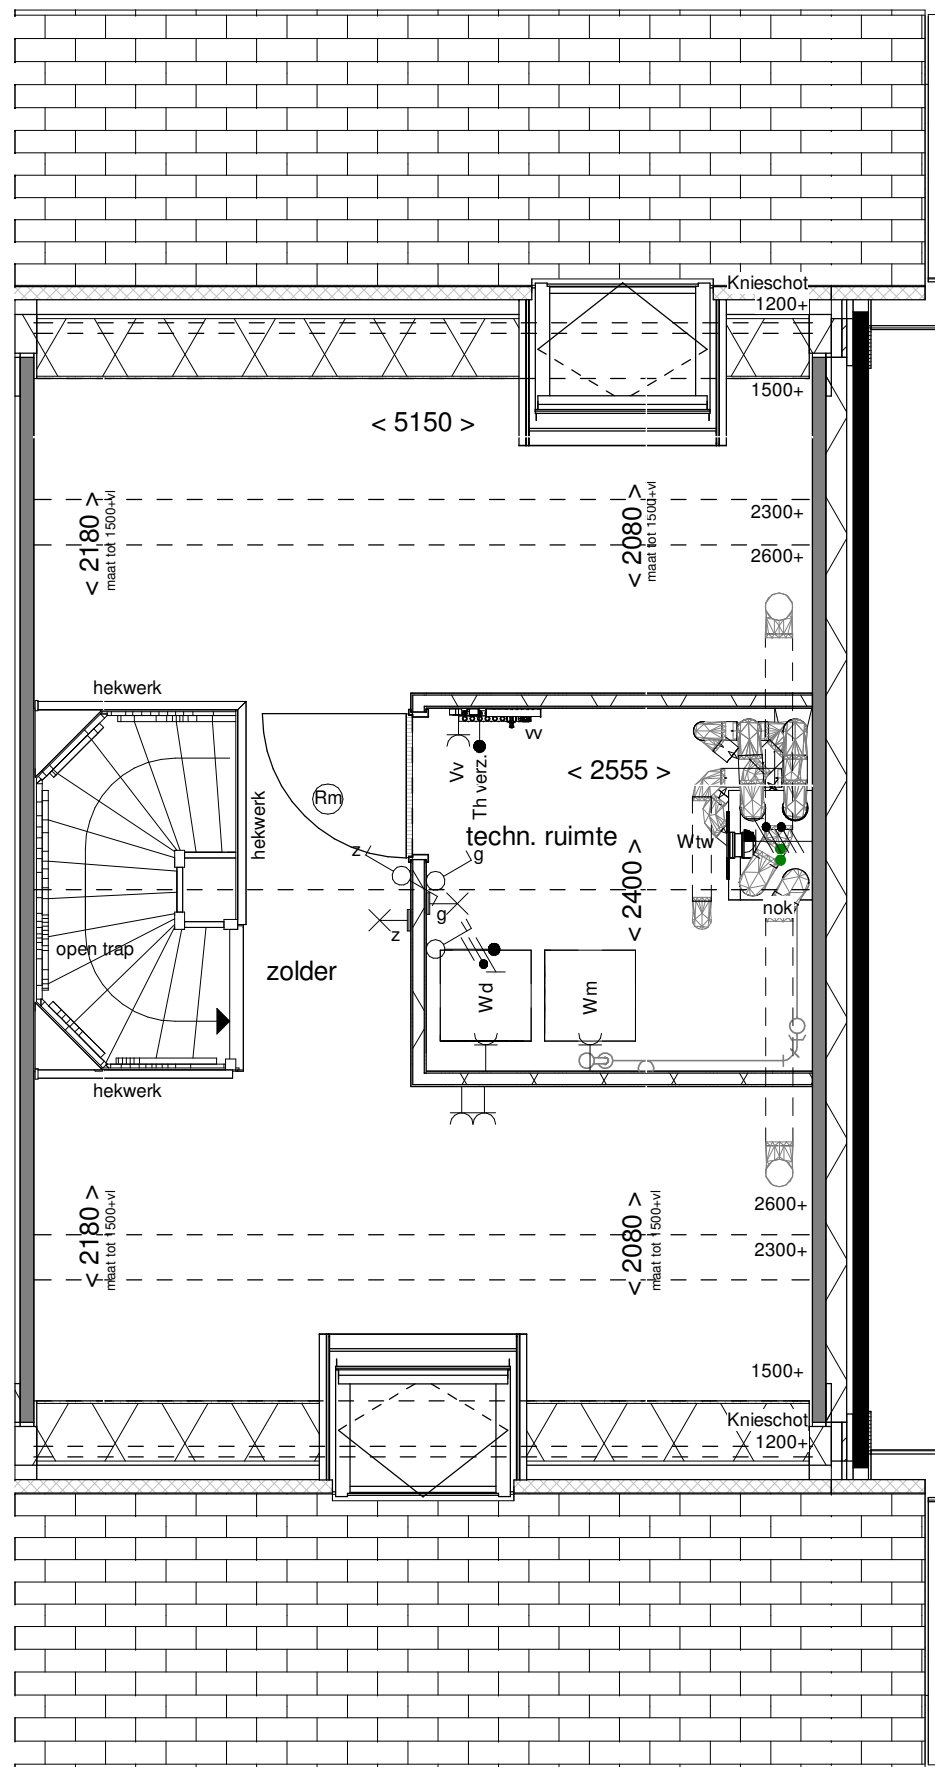 Knieschot
1200+
1500+
< 5150 >
< 2180 >
maat tot 1500+vl
< 2080 >
maat tot 1500+vl
2300+
2600+
hekwerk
hekwerk
Rm
Vv
Th verz.
vv
< 2555 >
techn. ruimte
Wtw
z
g
g
z
< 2400 >
nok
open trap
zolder
Wd
Wm
hekwerk
< 2180 >
maat tot 1500+vl
< 2080 >
maat tot 1500+vl
2600+
2300+
1500+
Knieschot
1200+